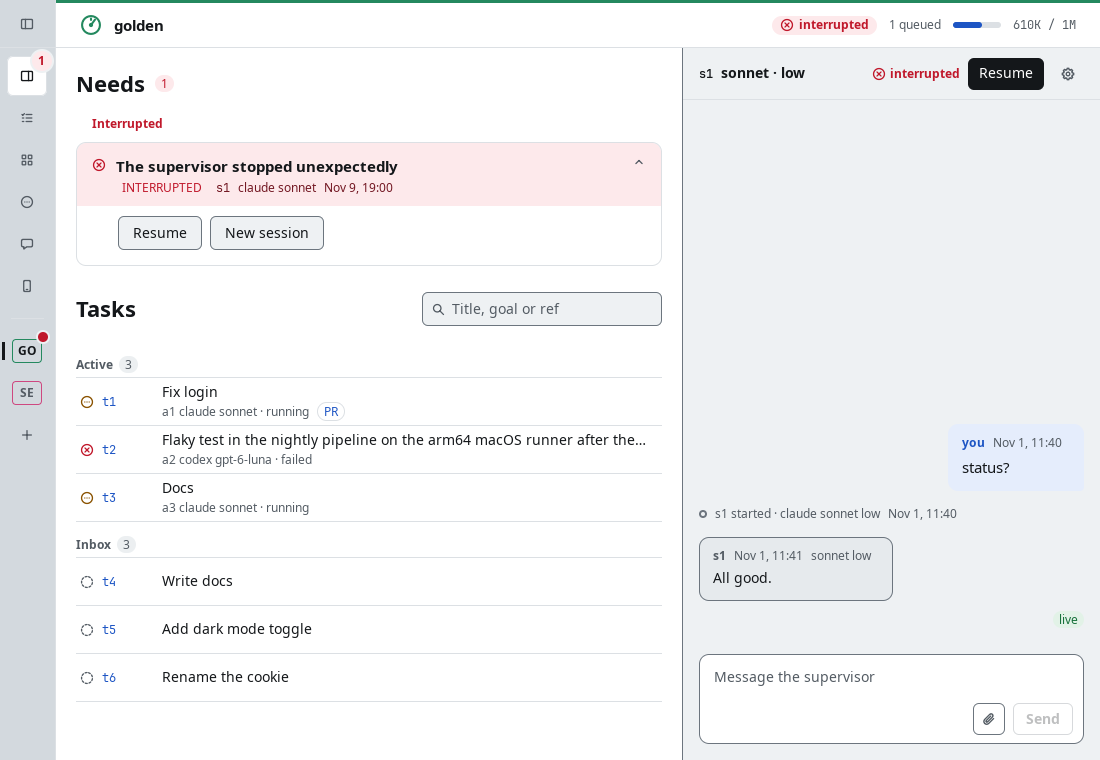 golden
interrupted
1 queued
610K / 1M
1
GO
SE
Needs 1
Interrupted
The supervisor stopped unexpectedly
INTERRUPTED s1 claude sonnet Nov 9, 19:00
Resume
New session
Tasks
Title, goal or ref
Active 3
t1
Fix login
a1 claude sonnet · running PR
t2
Flaky test in the nightly pipeline on the arm64 macOS runner after the…
a2 codex gpt-6-luna · failed
t3
Docs
a3 claude sonnet · running
Inbox 3
t4 Write docs
t5 Add dark mode toggle
t6 Rename the cookie
s1 sonnet · low
interrupted
Resume
you Nov 1, 11:40
status?
s1 started · claude sonnet low Nov 1, 11:40
s1 Nov 1, 11:41 sonnet low
All good.
live
Message the supervisor
Send